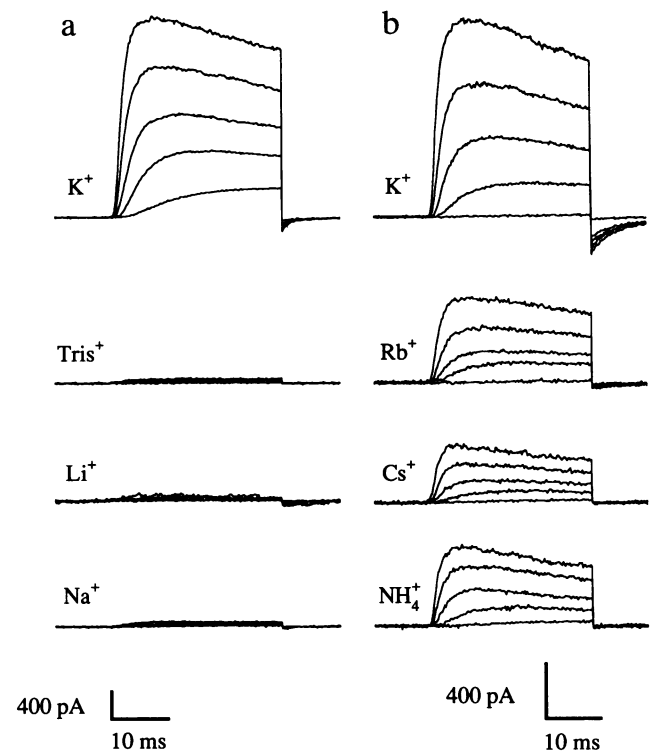 a
K⁺
Tris⁺
Li⁺
Na⁺
400 pA
10 ms
b
K⁺
Rb⁺
Cs⁺
NH₄⁺
400 pA
10 ms